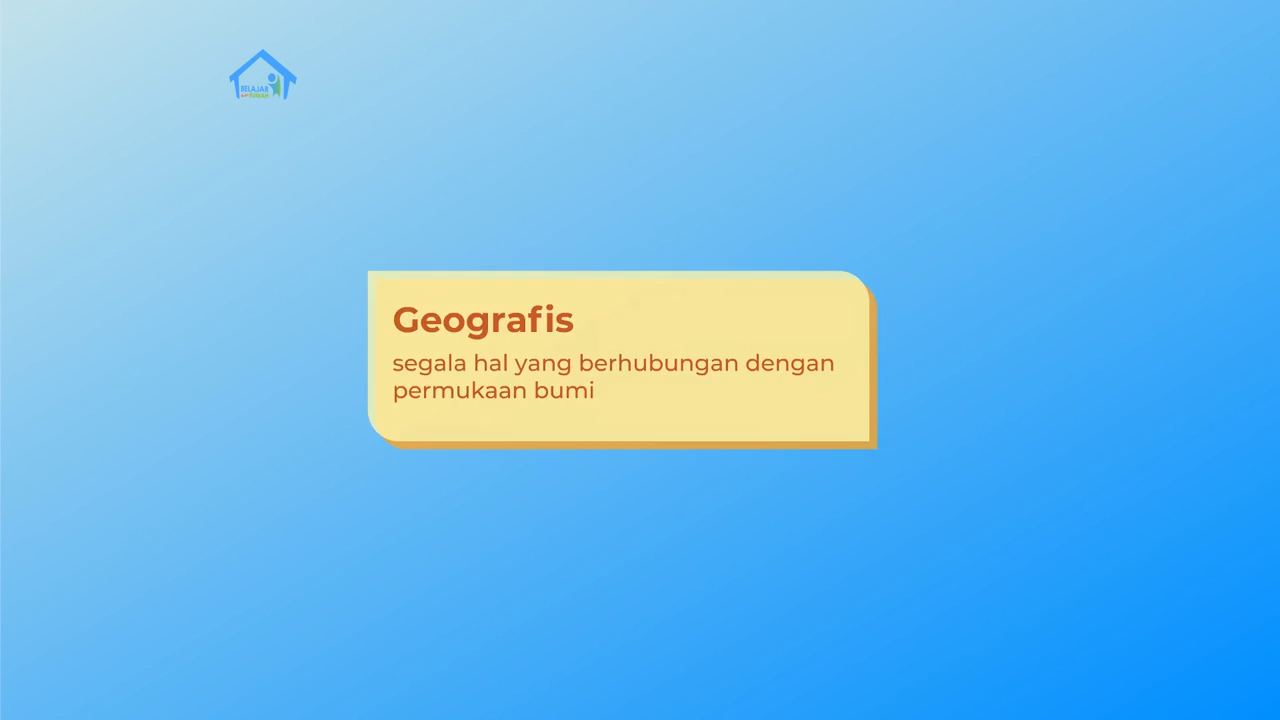 BELAJAR
Geografis
segala hal yang berhubungan dengan
permukaan bumi